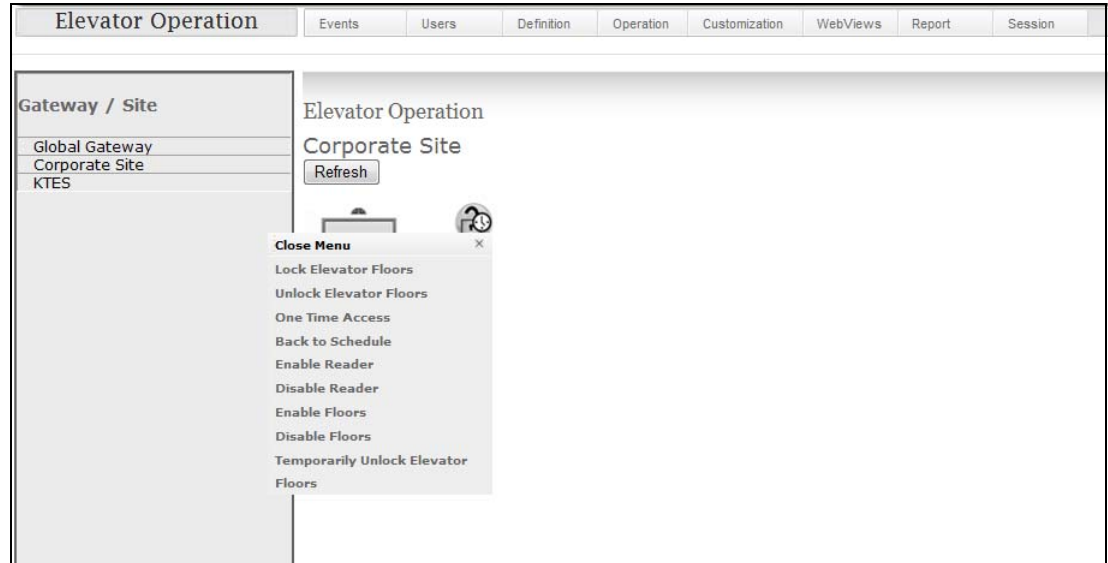 Elevator Operation
Events Users Definition Operation Customization WebViews Report Session
Gateway / Site
Global Gateway
Corporate Site
KTES
Elevator Operation
Corporate Site
Refresh
Close Menu ×
Lock Elevator Floors
Unlock Elevator Floors
One Time Access
Back to Schedule
Enable Reader
Disable Reader
Enable Floors
Disable Floors
Temporarily Unlock Elevator
Floors